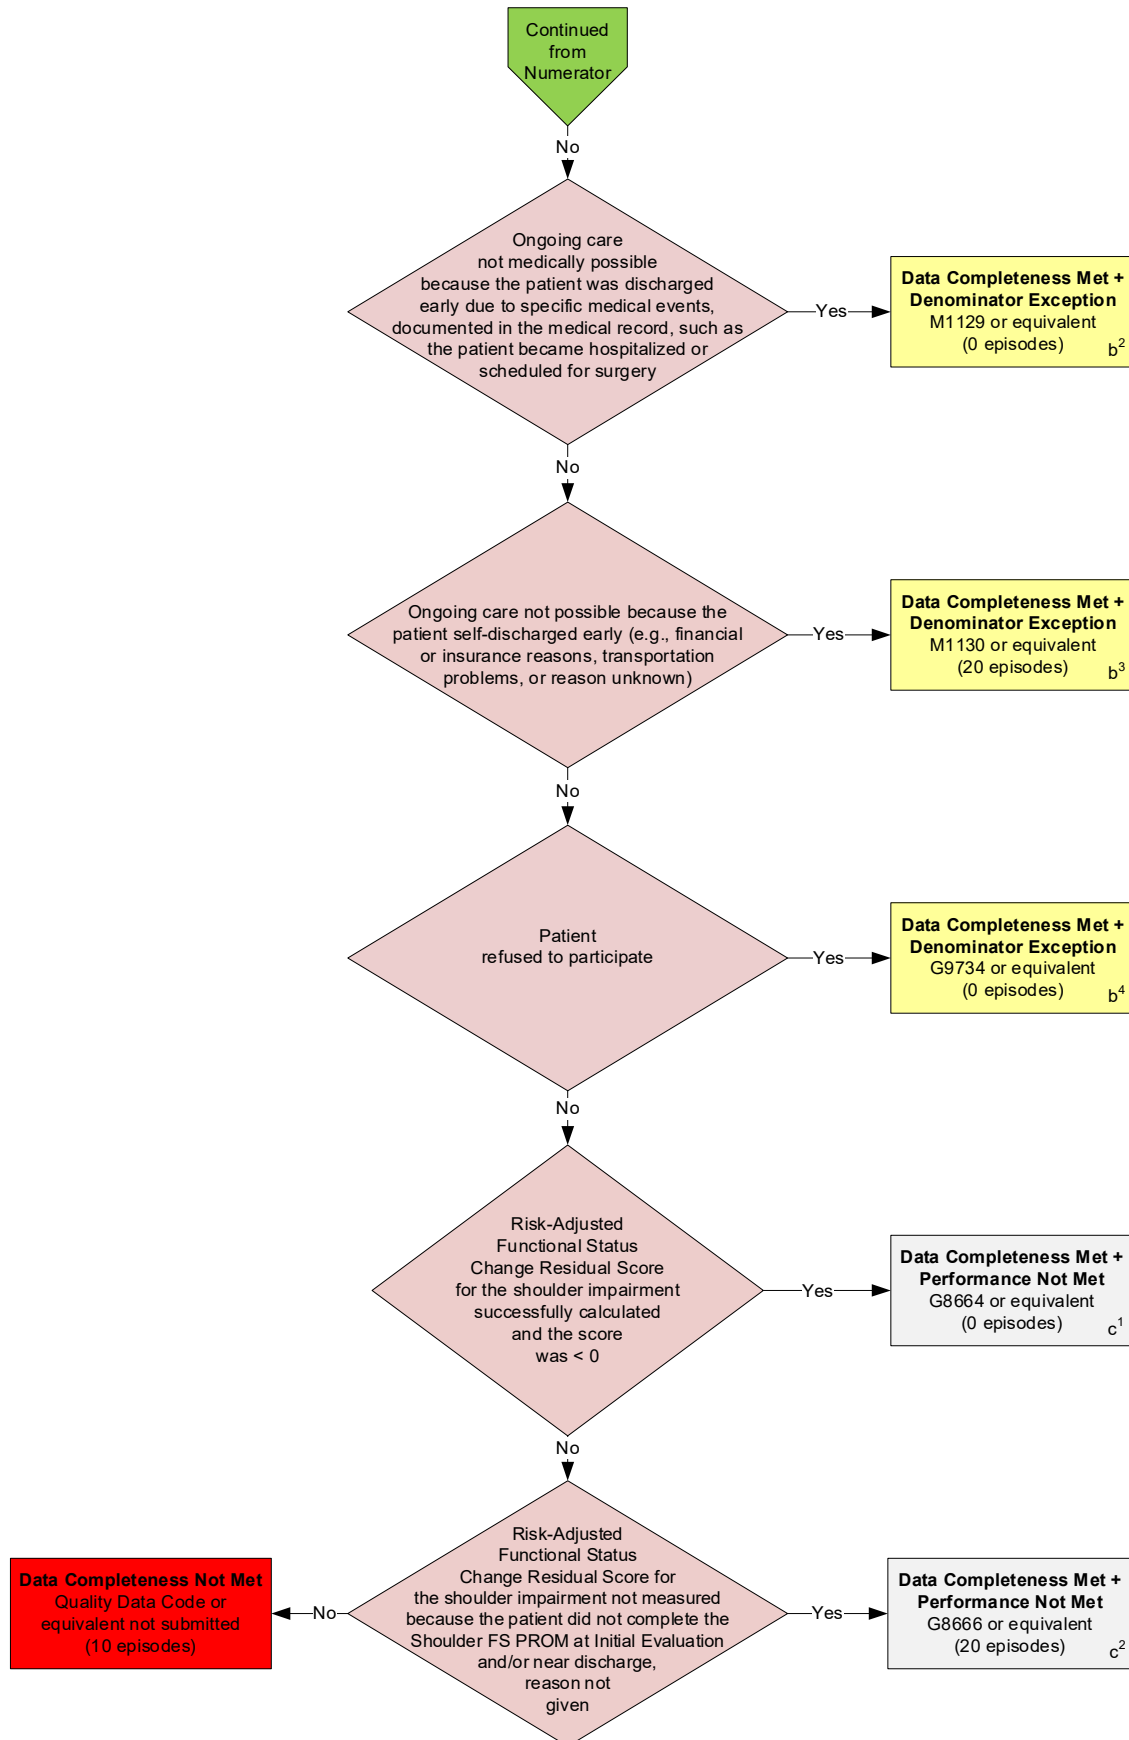 Continued
from
Numerator
No
Ongoing care
not medically possible
because the patient was discharged
early due to specific medical events,
documented in the medical record, such as
the patient became hospitalized or
scheduled for surgery
Yes
Data Completeness Met +
Denominator Exception
M1129 or equivalent
(0 episodes)
b²
No
Ongoing care not possible because the
patient self-discharged early (e.g., financial
or insurance reasons, transportation
problems, or reason unknown)
Yes
Data Completeness Met +
Denominator Exception
M1130 or equivalent
(20 episodes)
b³
No
Patient
refused to participate
Yes
Data Completeness Met +
Denominator Exception
G9734 or equivalent
(0 episodes)
b⁴
No
Risk-Adjusted
Functional Status
Change Residual Score
for the shoulder impairment
successfully calculated
and the score
was < 0
Yes
Data Completeness Met +
Performance Not Met
G8664 or equivalent
(0 episodes)
c¹
No
Risk-Adjusted
Functional Status
Change Residual Score for
the shoulder impairment not measured
because the patient did not complete the
Shoulder FS PROM at Initial Evaluation
and/or near discharge,
reason not
given
No
Data Completeness Not Met
Quality Data Code or
equivalent not submitted
(10 episodes)
Yes
Data Completeness Met +
Performance Not Met
G8666 or equivalent
(20 episodes)
c²